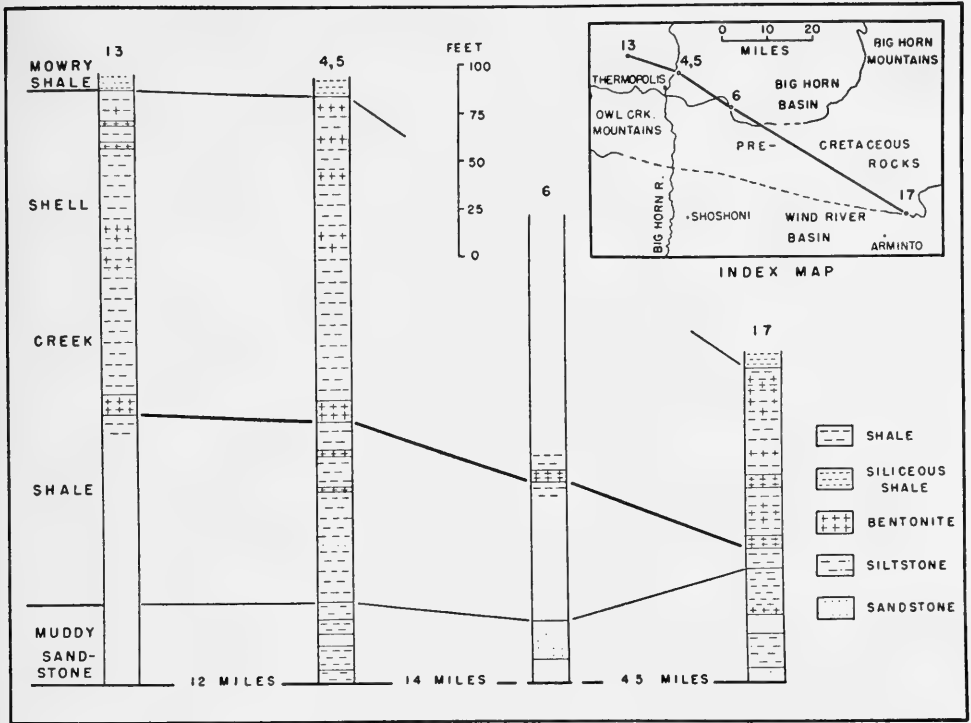 13
MOWRY
SHALE
SHELL
CREEK
SHALE
MUDDY
SAND-
STONE
4,5
FEET
100
75
50
25
0
6
17
0 10 20
MILES
13
4,5
6
17
BIG HORN
MOUNTAINS
THERMOPOLIS
BIG HORN
BASIN
OWL CRK.
MOUNTAINS
PRE-
CRETACEOUS
ROCKS
BIG HORN R.
SHOSHONI
WIND RIVER
BASIN
ARMINTO
INDEX MAP
SHALE
SILICEOUS
SHALE
BENTONITE
SILTSTONE
SANDSTONE
12 MILES
14 MILES
45 MILES